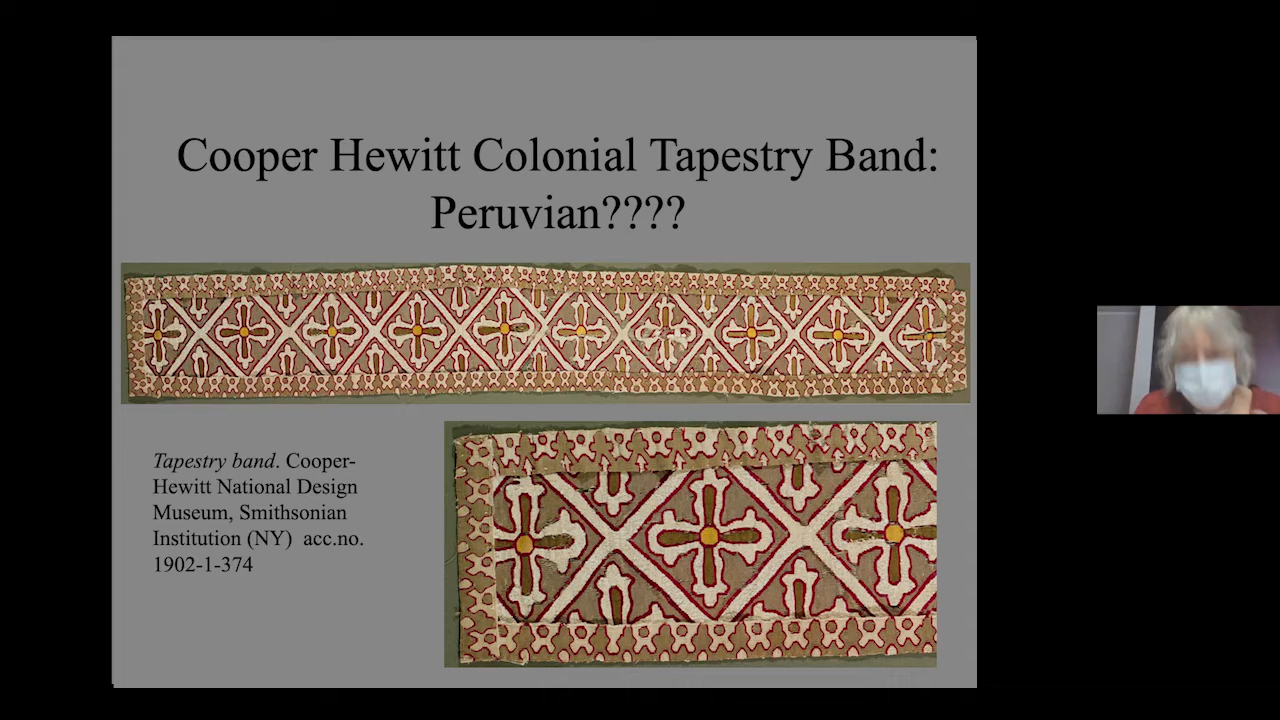 Cooper Hewitt Colonial Tapestry Band:
Peruvian????
Tapestry band. Cooper-
Hewitt National Design
Museum, Smithsonian
Institution (NY) acc.no.
1902-1-374